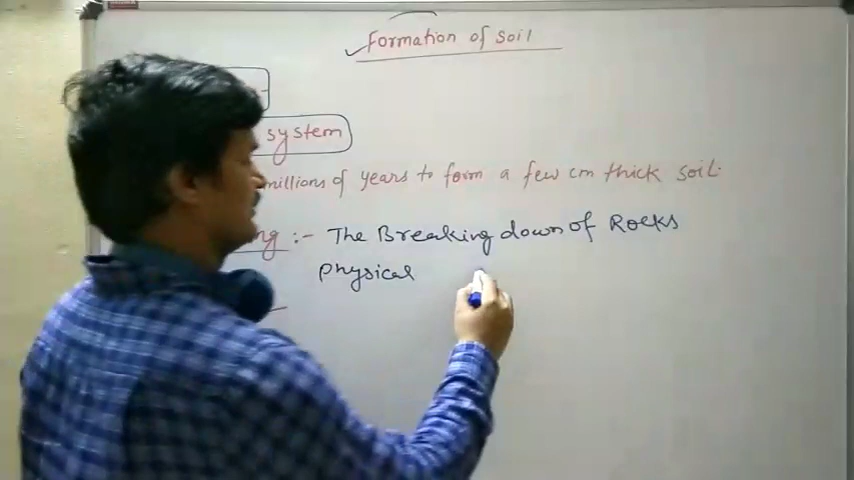 Formation of Soil
system
millions of years to form a few cm thick soil.
:- The Breaking down of Rocks
physical